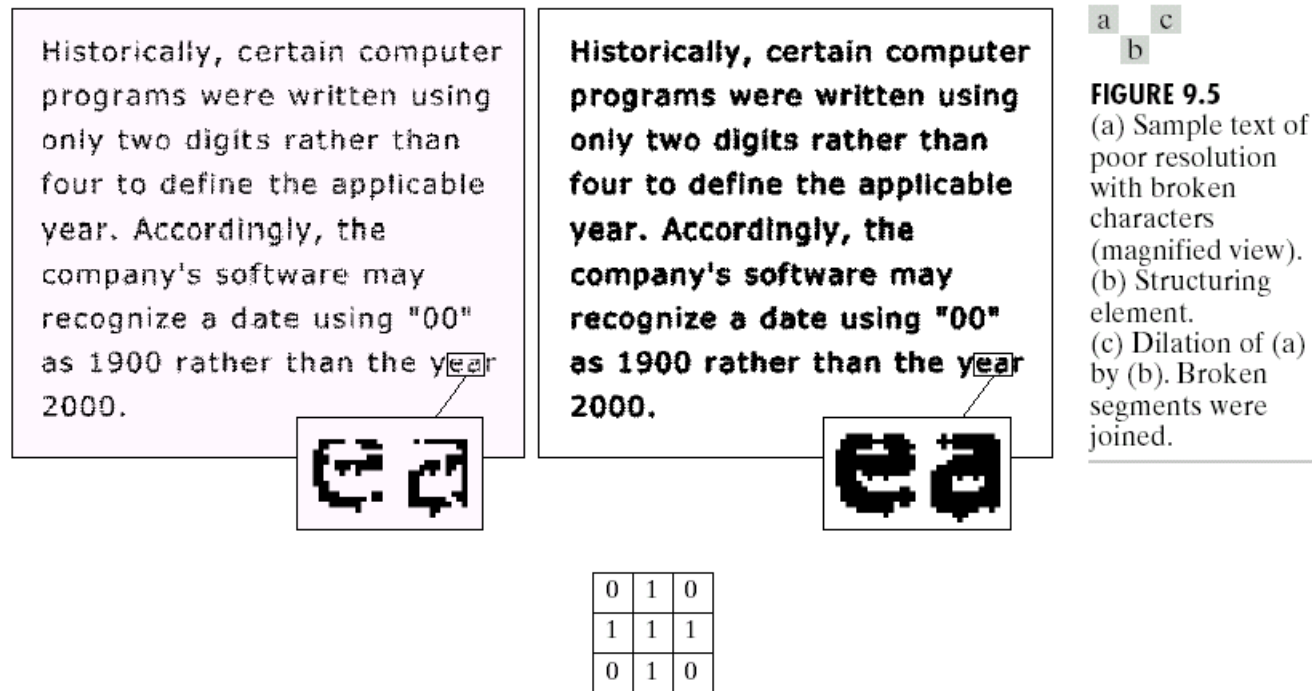 Historically, certain computer
programs were written using
only two digits rather than
four to define the applicable
year. Accordingly, the
company's software may
recognize a date using "00"
as 1900 rather than the year
2000.
e a
Historically, certain computer
programs were written using
only two digits rather than
four to define the applicable
year. Accordingly, the
company's software may
recognize a date using "00"
as 1900 rather than the year
2000.
e a
a c
b
FIGURE 9.5
(a) Sample text of
poor resolution
with broken
characters
(magnified view).
(b) Structuring
element.
(c) Dilation of (a)
by (b). Broken
segments were
joined.
0 1 0
1 1 1
0 1 0